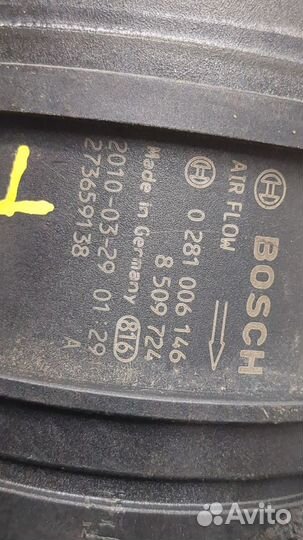 BOSCH
AIR FLOW
0 281 006 146
8 509 724
Made in Germany 816
2010-03-29 01:29
273659138 A
Avito